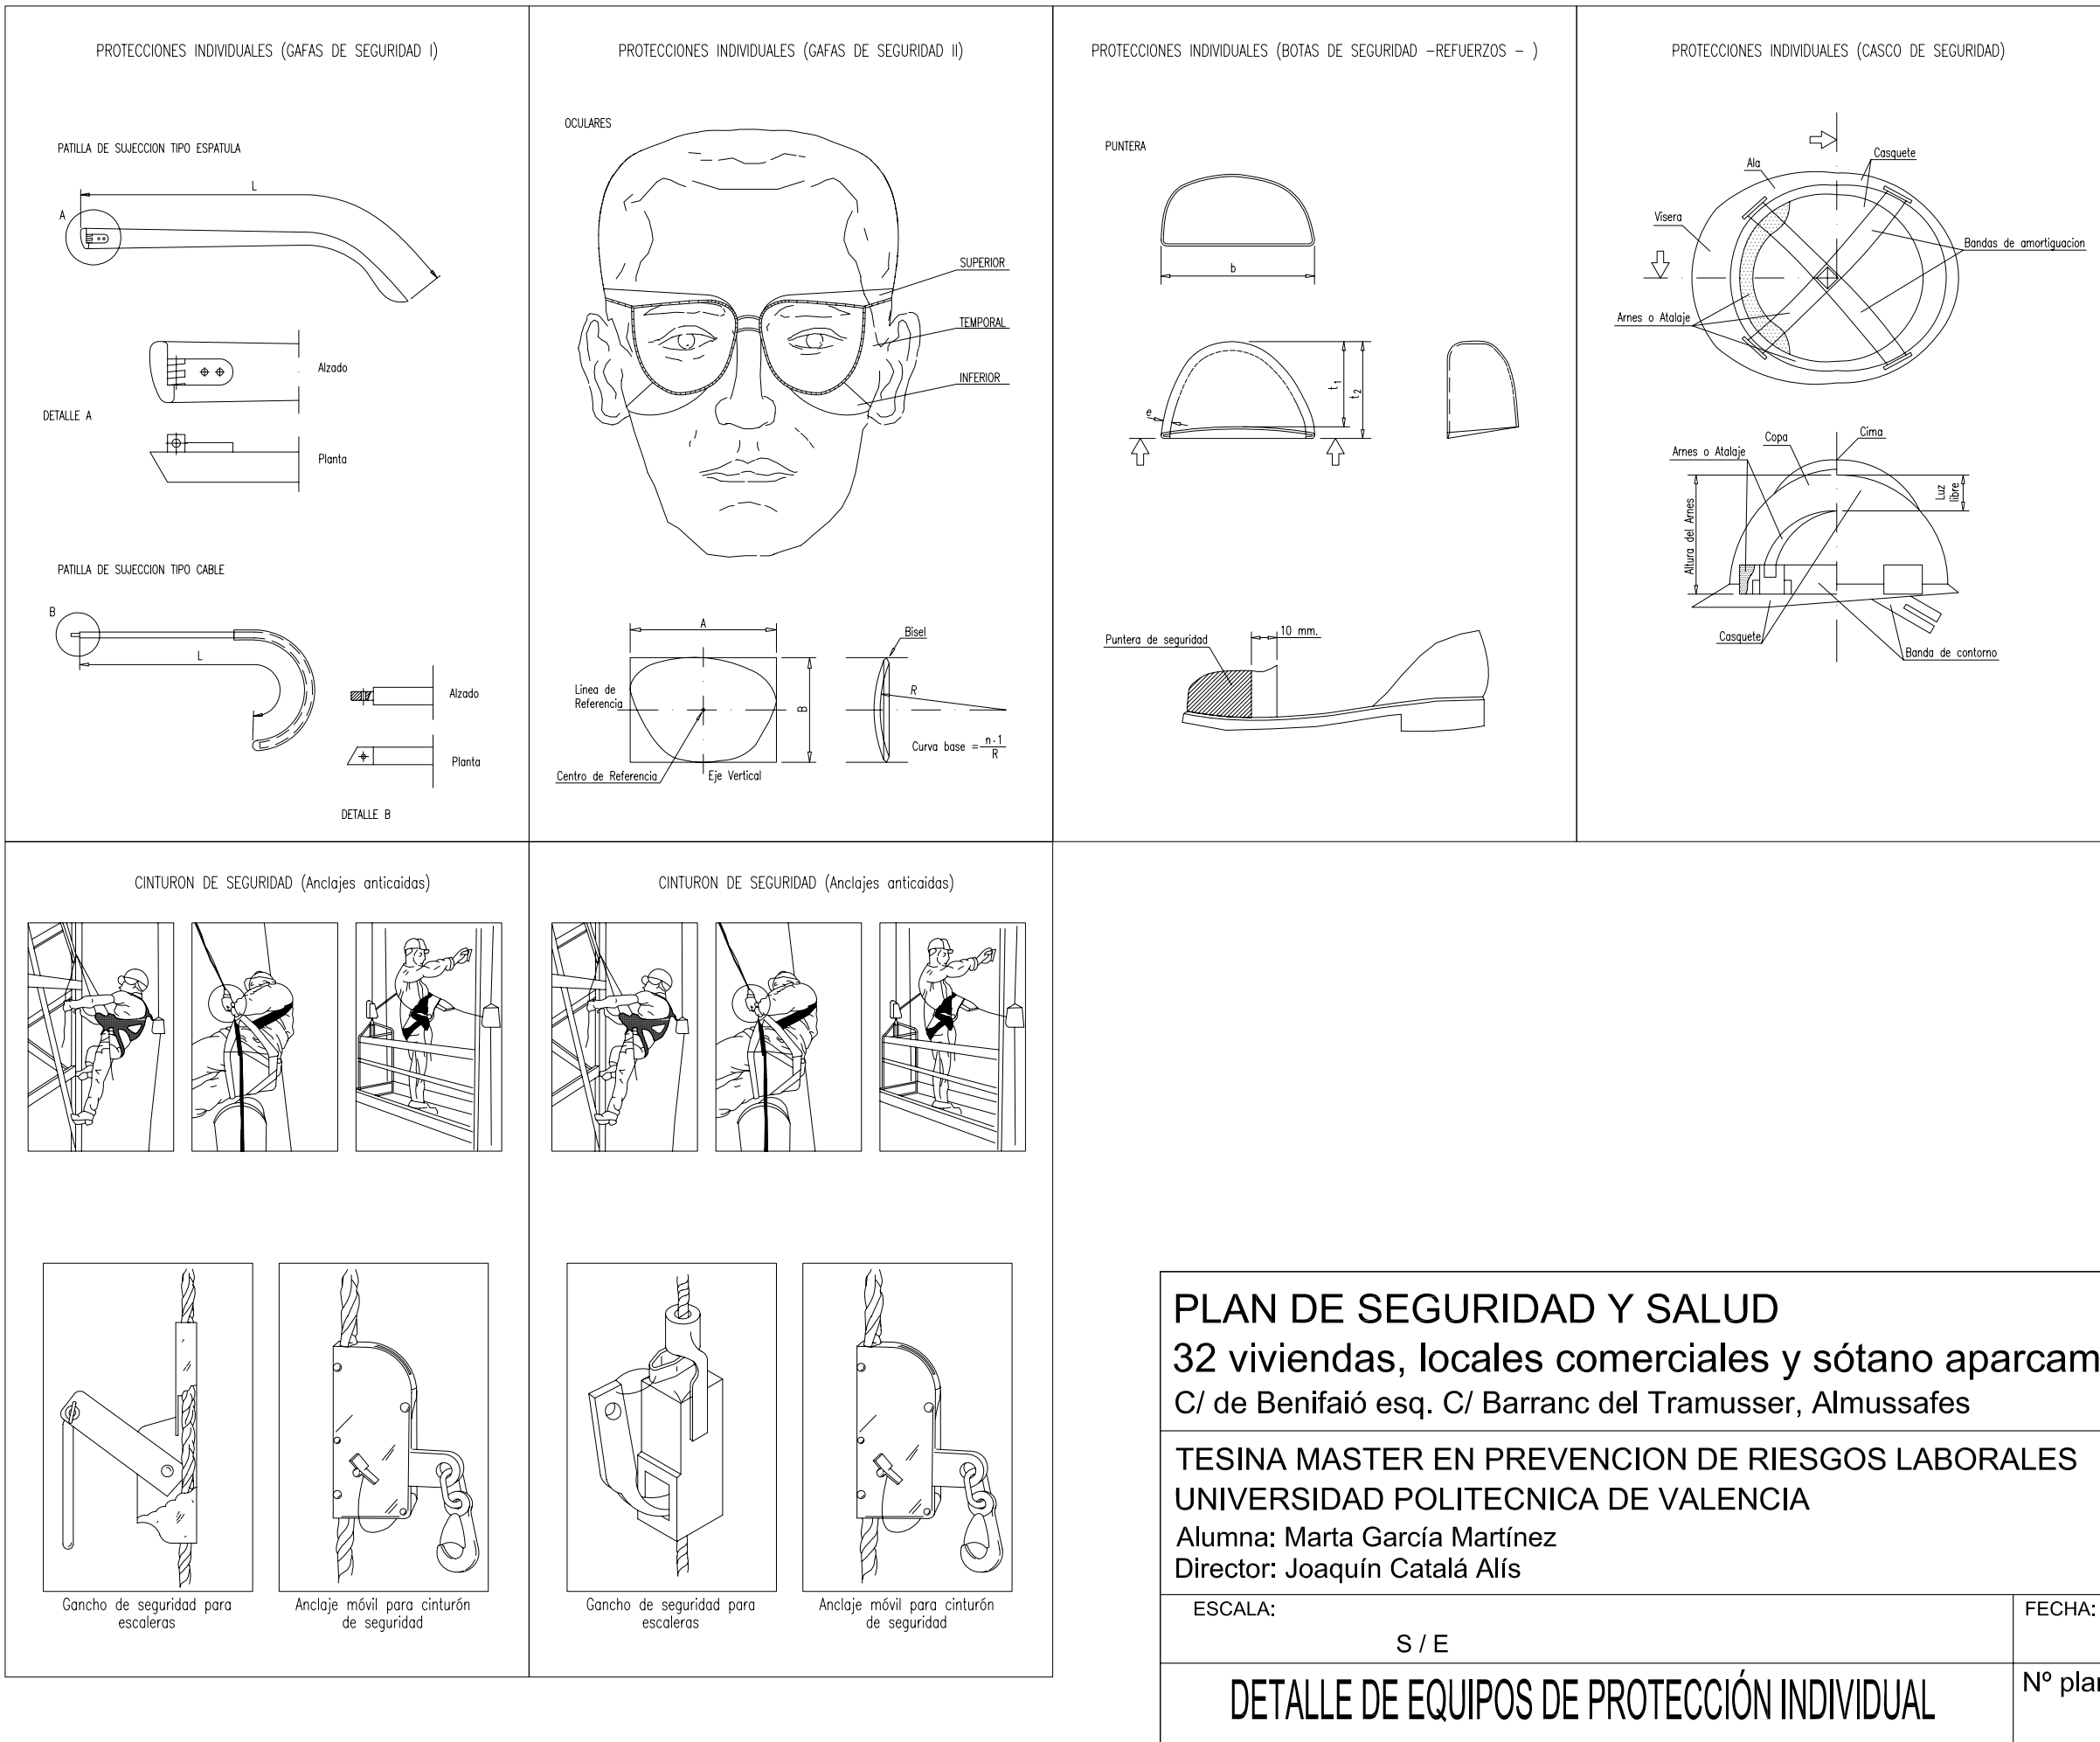 PROTECCIONES INDIVIDUALES (GAFAS DE SEGURIDAD I)
PATILLA DE SUJECCION TIPO ESPATULA
L
A
Alzado
DETALLE A
Planta
PATILLA DE SUJECCION TIPO CABLE
B
L
Alzado
Planta
DETALLE B
PROTECCIONES INDIVIDUALES (GAFAS DE SEGURIDAD II)
OCULARES
SUPERIOR
TEMPORAL
INFERIOR
A
Bisel
Linea de
Referencia
B
R
Curva base = n-1
R
Centro de Referencia
Eje Vertical
PROTECCIONES INDIVIDUALES (BOTAS DE SEGURIDAD -REFUERZOS - )
PUNTERA
b
e
t1
t2
Puntera de seguridad
10 mm.
PROTECCIONES INDIVIDUALES (CASCO DE SEGURIDAD)
Ala
Casquete
Visera
Bandas de amortiguacion
Arnes o Atalaje
Copa
Cima
Arnes o Atalaje
Luz
libre
Altura del Arnes
Casquete
Banda de contorno
CINTURON DE SEGURIDAD (Anclajes anticaidas)
Gancho de seguridad para
escaleras
Anclaje móvil para cinturón
de seguridad
CINTURON DE SEGURIDAD (Anclajes anticaidas)
Gancho de seguridad para
escaleras
Anclaje móvil para cinturón
de seguridad
PLAN DE SEGURIDAD Y SALUD
32 viviendas, locales comerciales y sótano aparcam
C/ de Benifaió esq. C/ Barranc del Tramusser, Almussafes
TESINA MASTER EN PREVENCION DE RIESGOS LABORALES
UNIVERSIDAD POLITECNICA DE VALENCIA
Alumna: Marta García Martínez
Director: Joaquín Catalá Alís
ESCALA:
S / E
FECHA:
DETALLE DE EQUIPOS DE PROTECCIÓN INDIVIDUAL
Nº plan